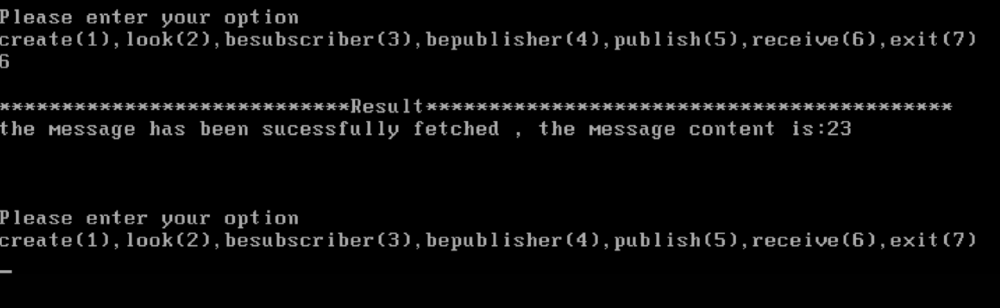 Please enter your option
create(1),look(2),besubscriber(3),bepublisher(4),publish(5),receive(6),exit(7)
6
****************************Result******************************************
the message has been sucessfully fetched , the message content is:23
Please enter your option
create(1),look(2),besubscriber(3),bepublisher(4),publish(5),receive(6),exit(7)
_